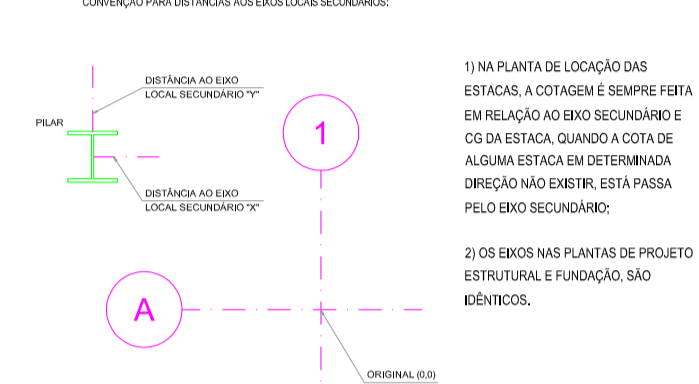 CONVENÇÃO PARA DISTÂNCIAS AOS EIXOS LOCAIS SECUNDÁRIOS:
DISTÂNCIA AO EIXO
LOCAL SECUNDÁRIO "Y"
PILAR
1
DISTÂNCIA AO EIXO
LOCAL SECUNDÁRIO "X"
A
ORIGINAL (0,0)
1) NA PLANTA DE LOCAÇÃO DAS
ESTACAS, A COTAGEM É SEMPRE FEITA
EM RELAÇÃO AO EIXO SECUNDÁRIO E
CG DA ESTACA, QUANDO A COTA DE
ALGUMA ESTACA EM DETERMINADA
DIREÇÃO NÃO EXISTIR, ESTÁ PASSA
PELO EIXO SECUNDÁRIO;
2) OS EIXOS NAS PLANTAS DE PROJETO
ESTRUTURAL E FUNDAÇÃO, SÃO
IDÊNTICOS.